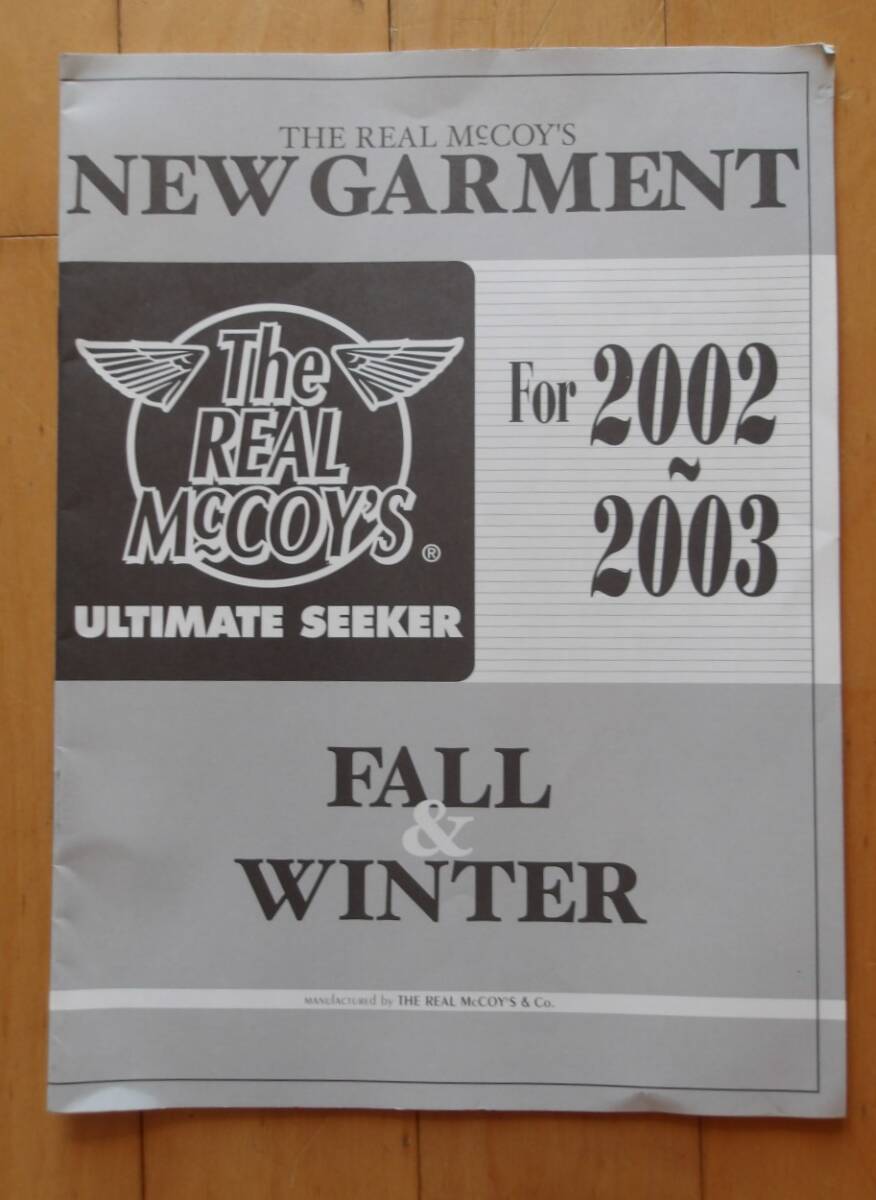 THE REAL McCOY'S
NEW GARMENT
The
REAL
McCOY'S
®
ULTIMATE SEEKER
For 2002
~
2003
FALL
&
WINTER
MANUfACTUREd by THE REAL McCOY'S & Co.